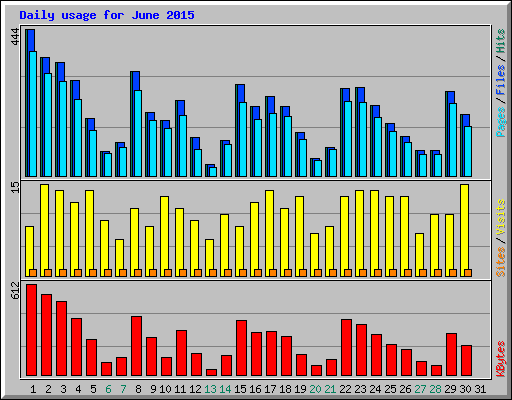 Daily usage for June 2015
444
Pages / Files / Hits
15
Sites / Visits
612
KBytes
1 2 3 4 5 6 7 8 9 10 11 12 13 14 15 16 17 18 19 20 21 22 23 24 25 26 27 28 29 30 31